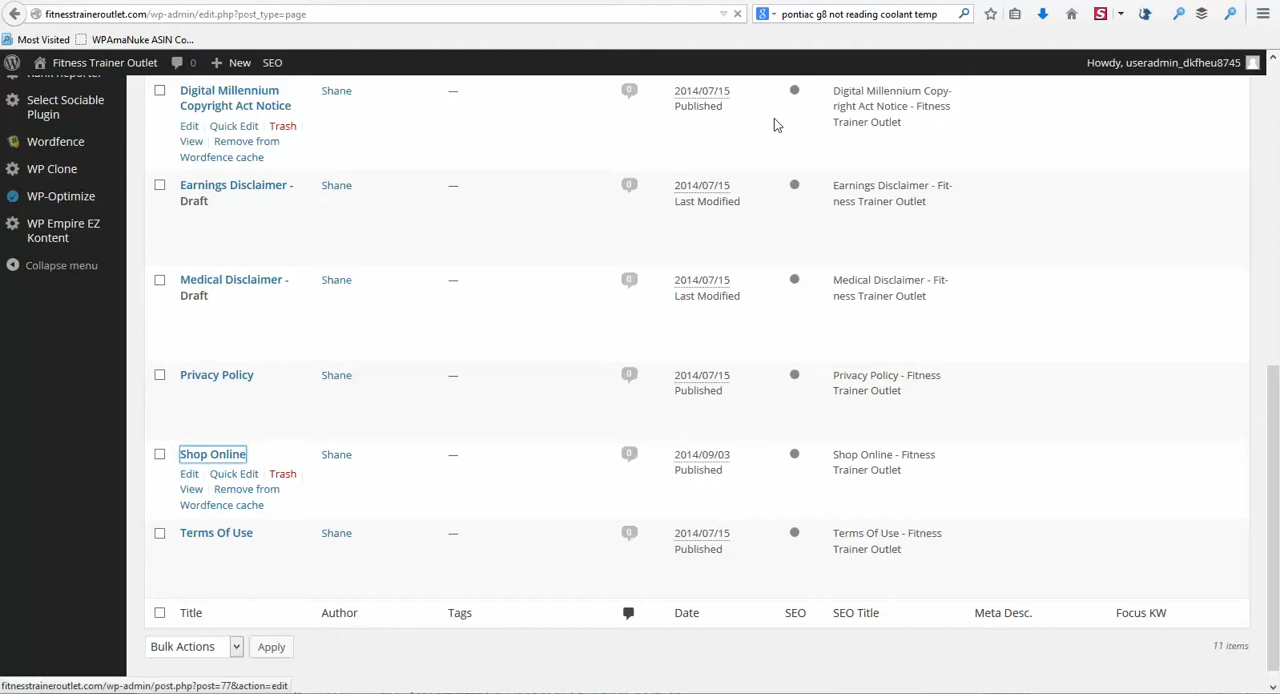 fitnesstraineroutlet.com/wp-admin/edit.php?post_type=page
pontiac g8 not reading coolant temp
Most Visited
WPAmaNuke ASIN Co...
Fitness Trainer Outlet
0
New
SEO
Howdy, useradmin_dkfheu8745
Select Sociable
Plugin
Wordfence
WP Clone
WP-Optimize
WP Empire EZ
Kontent
Collapse menu
Digital Millennium
Copyright Act Notice
Edit | Quick Edit | Trash |
View | Remove from
Wordfence cache
Shane
—
0
2014/07/15
Published
Digital Millennium Copy-
right Act Notice - Fitness
Trainer Outlet
Earnings Disclaimer -
Draft
Shane
—
0
2014/07/15
Last Modified
Earnings Disclaimer - Fit-
ness Trainer Outlet
Medical Disclaimer -
Draft
Shane
—
0
2014/07/15
Last Modified
Medical Disclaimer - Fit-
ness Trainer Outlet
Privacy Policy
Shane
—
0
2014/07/15
Published
Privacy Policy - Fitness
Trainer Outlet
Shop Online
Edit | Quick Edit | Trash |
View | Remove from
Wordfence cache
Shane
—
0
2014/09/03
Published
Shop Online - Fitness
Trainer Outlet
Terms Of Use
Shane
—
0
2014/07/15
Published
Terms Of Use - Fitness
Trainer Outlet
Title
Author
Tags
Date
SEO
SEO Title
Meta Desc.
Focus KW
Bulk Actions
Apply
11 items
fitnesstraineroutlet.com/wp-admin/post.php?post=77&action=edit